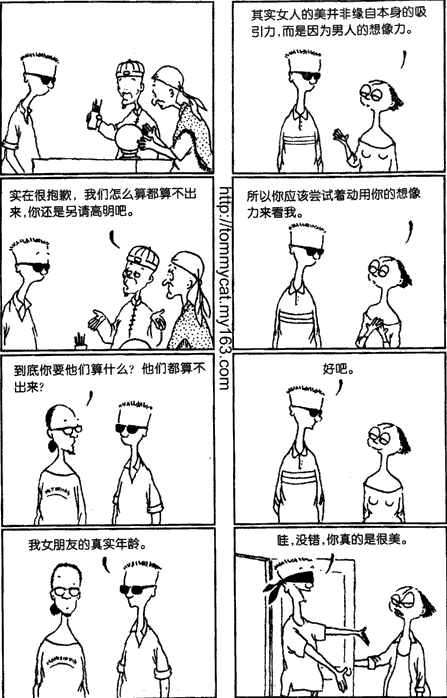 实在很抱歉，我们怎么算都算不出
来,你还是另请高明吧。
到底你要他们算什么？他们都算不
出来?
我女朋友的真实年龄。
其实女人的美并非缘自本身的吸
引力,而是因为男人的想像力。
所以你应该尝试着动用你的想像
力来看我。
好吧。
哇,没错,你真的是很美。
http://tommycat.my163.com